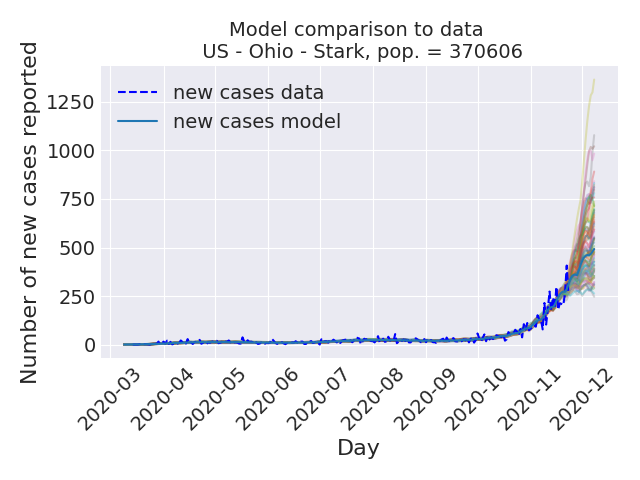 Model comparison to data
US - Ohio - Stark, pop. = 370606
new cases data
new cases model
Number of new cases reported
1250
1000
750
500
250
0
2020-03
2020-04
2020-05
2020-06
2020-07
2020-08
2020-09
2020-10
2020-11
2020-12
Day